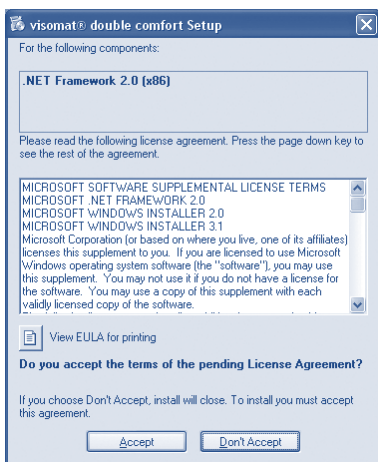 visomat® double comfort Setup
For the following components:
.NET Framework 2.0 (x86)
Please read the following license agreement. Press the page down key to
see the rest of the agreement.
MICROSOFT SOFTWARE SUPPLEMENTAL LICENSE TERMS
MICROSOFT .NET FRAMEWORK 2.0
MICROSOFT WINDOWS INSTALLER 2.0
MICROSOFT WINDOWS INSTALLER 3.1
Microsoft Corporation (or based on where you live, one of its affiliates)
licenses this supplement to you. If you are licensed to use Microsoft
Windows operating system software (the "software"), you may use
this supplement. You may not use it if you do not have a license for
the software. You may use a copy of this supplement with each
validly licensed copy of the software.
View EULA for printing
Do you accept the terms of the pending License Agreement?
If you choose Don't Accept, install will close. To install you must accept
this agreement.
Accept
Don't Accept